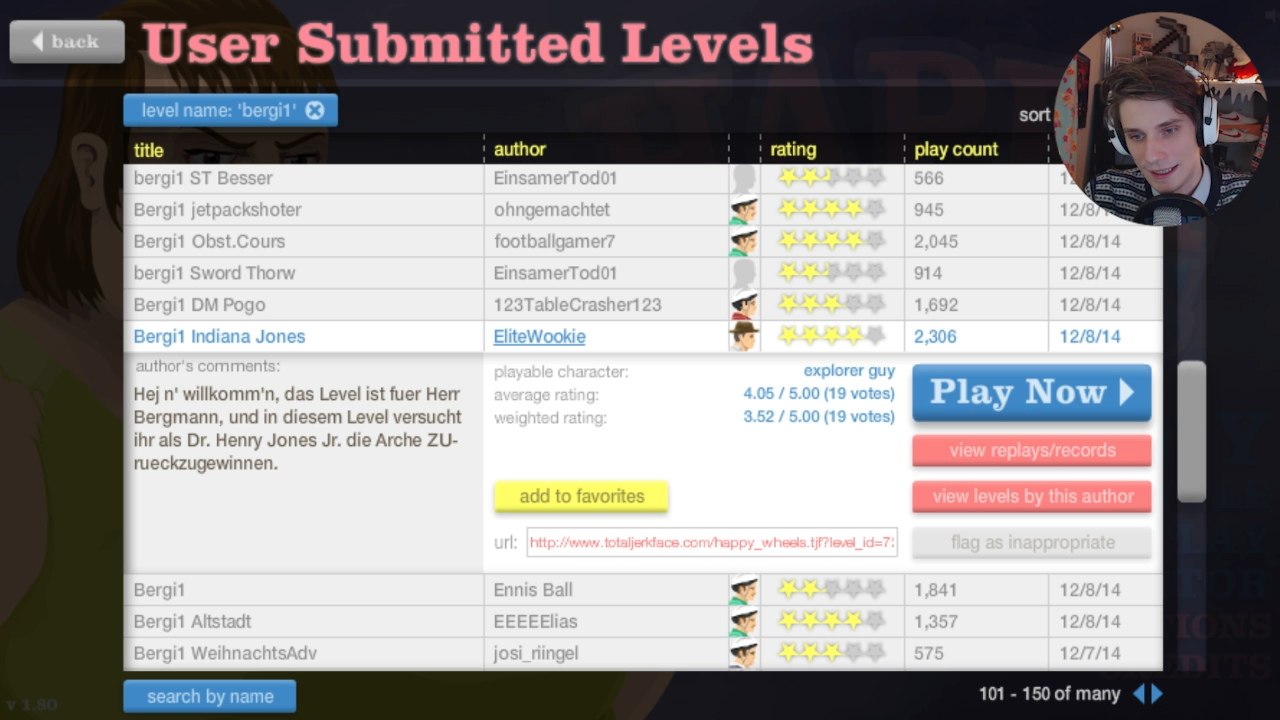 back
User Submitted Levels
level name: 'bergi1'
sort
title author rating play count
bergi1 ST Besser EinsamerTod01 566
Bergi1 jetpackshoter ohngemachtet 945 12/8/14
Bergi1 Obst.Cours footballgamer7 2,045 12/8/14
bergi1 Sword Thorw EinsamerTod01 914 12/8/14
Bergi1 DM Pogo 123TableCrasher123 1,692 12/8/14
Bergi1 Indiana Jones EliteWookie 2,306 12/8/14
author's comments:
Hej n' willkomm'n, das Level ist fuer Herr
Bergmann, und in diesem Level versucht
ihr als Dr. Henry Jones Jr. die Arche ZU-
rueckzugewinnen.
playable character: explorer guy
average rating: 4.05 / 5.00 (19 votes)
weighted rating: 3.52 / 5.00 (19 votes)
add to favorites
url: http://www.totaljerkface.com/happy_wheels.tjf?level_id=7
Play Now
view replays/records
view levels by this author
flag as inappropriate
Bergi1 Ennis Ball 1,841 12/8/14
Bergi1 Altstadt EEEEElias 1,357 12/8/14
Bergi1 WeihnachtsAdv josi_riingel 575 12/7/14
search by name
101 - 150 of many
v 1.80